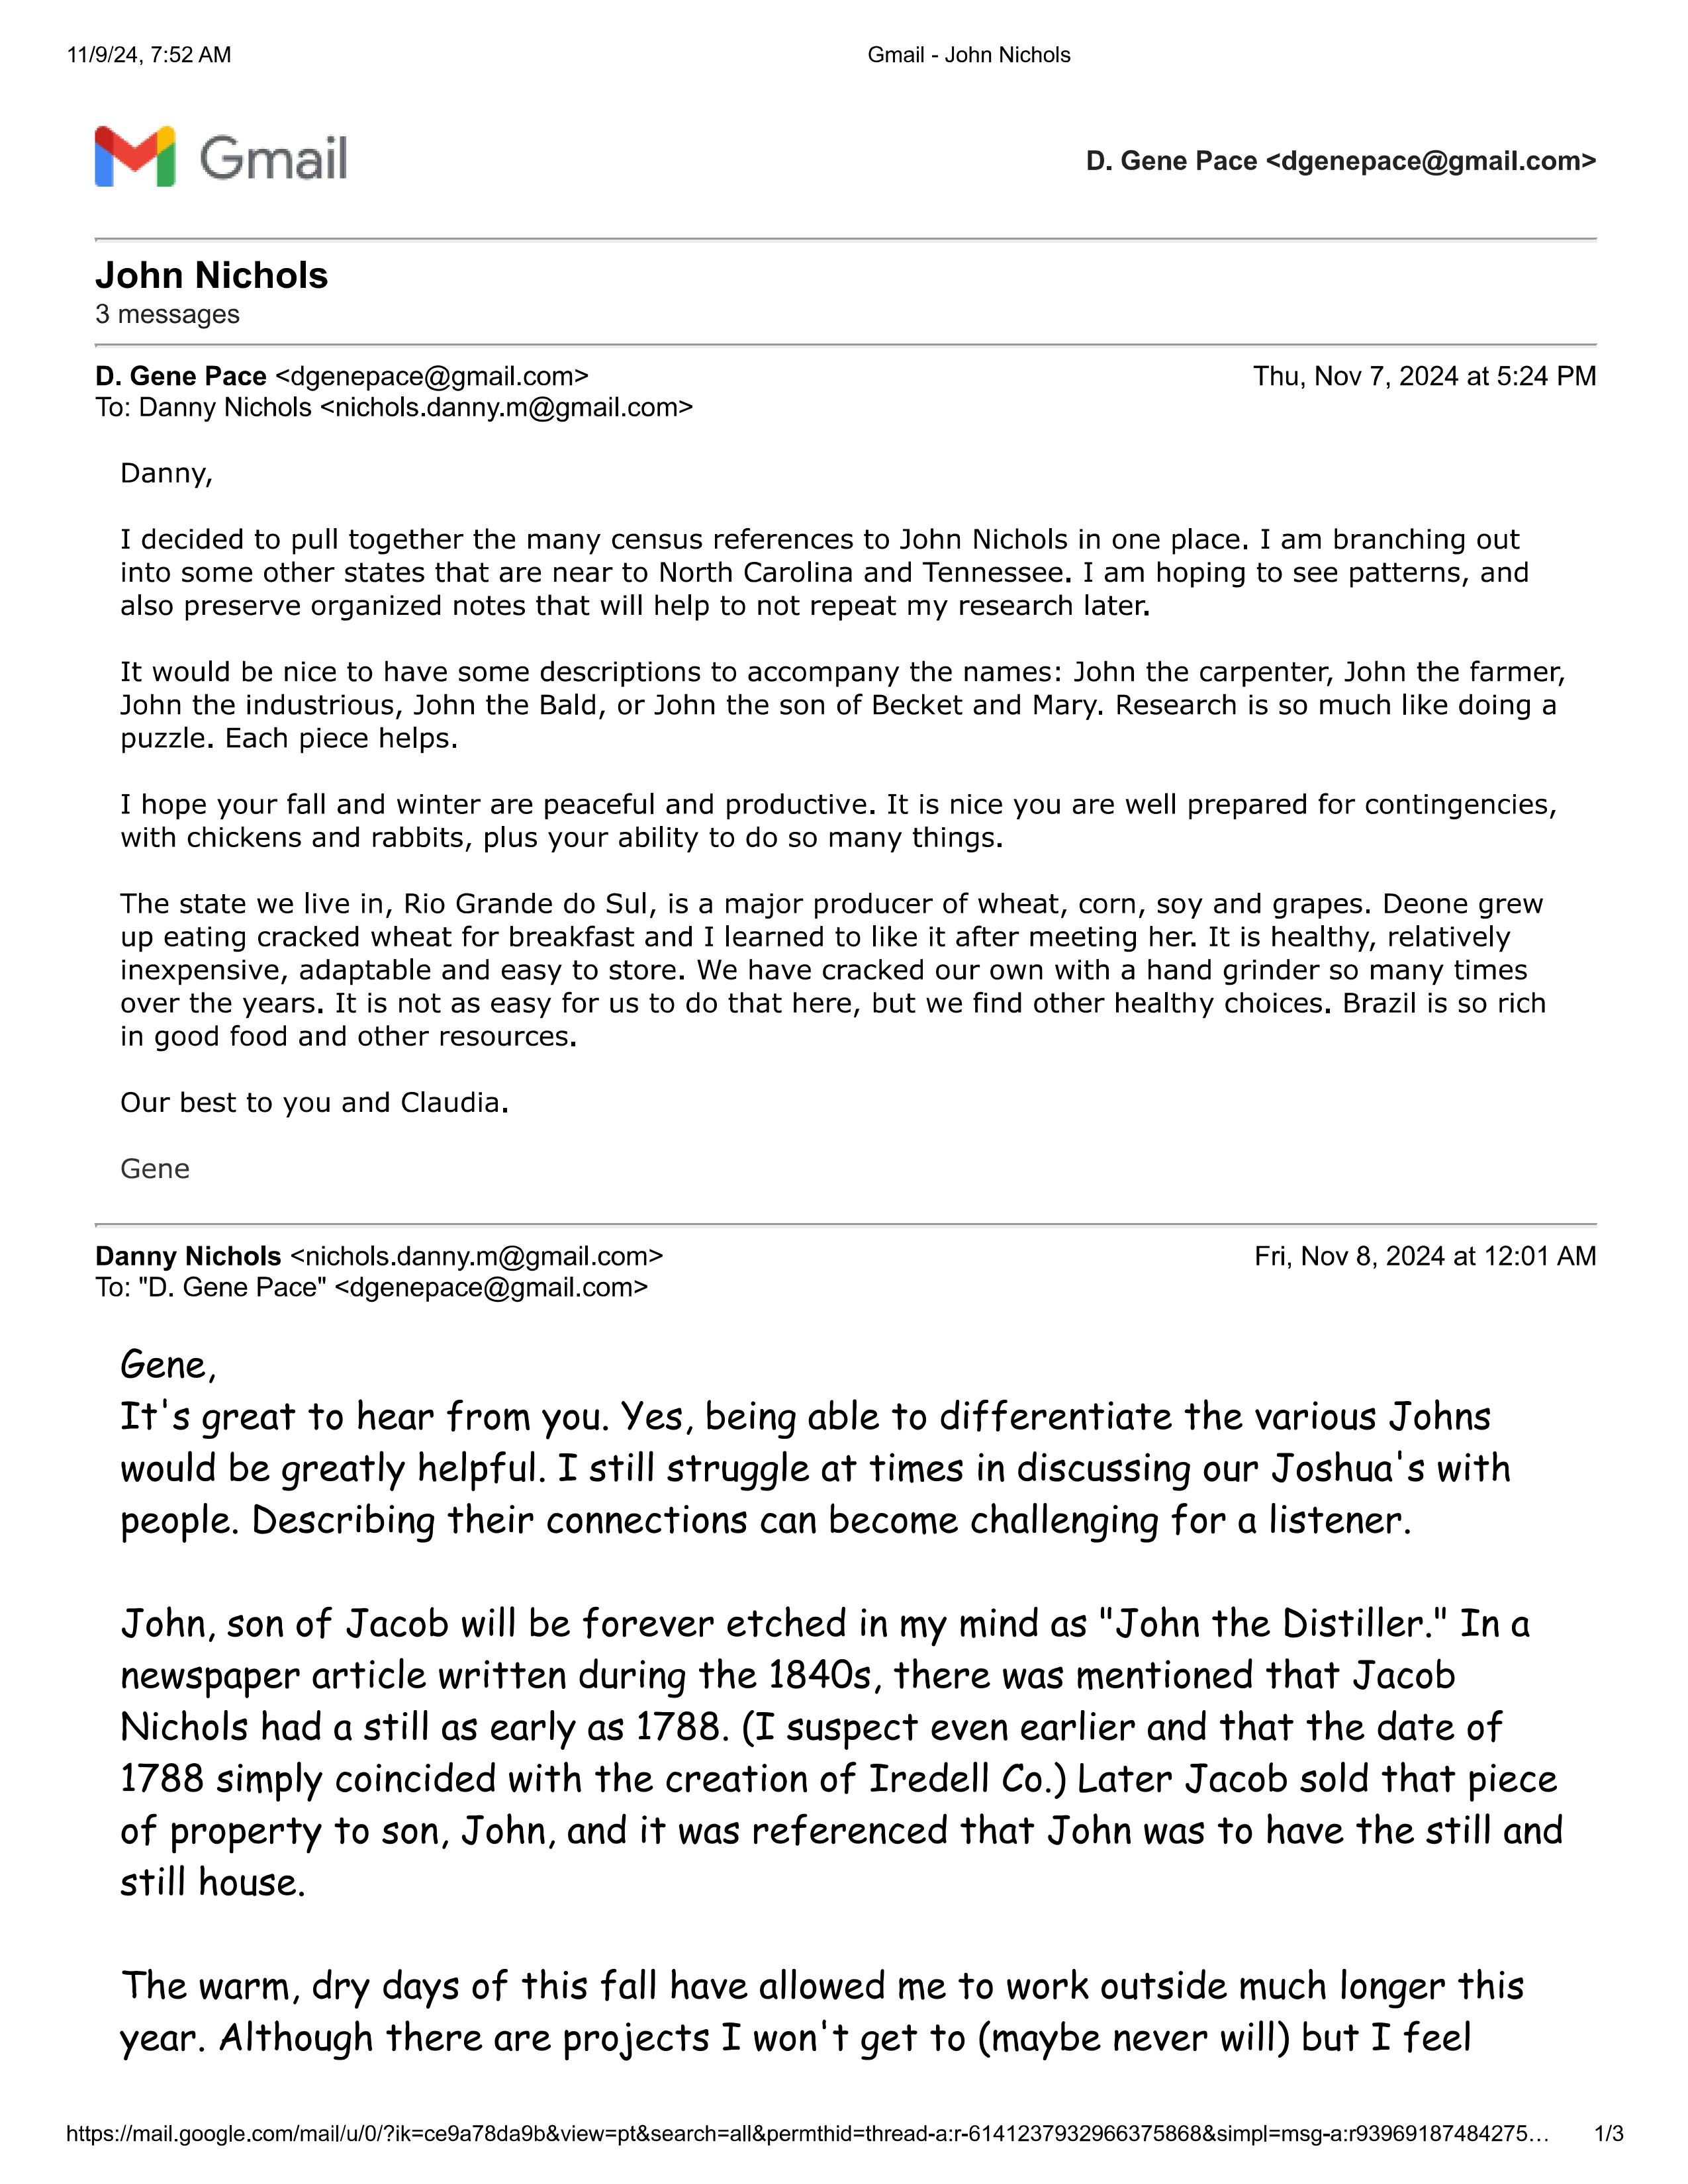 11/9/24, 7:52 AM
Gmail - John Nichols
Gmail
D. Gene Pace <dgenepace@gmail.com>
John Nichols
3 messages
D. Gene Pace <dgenepace@gmail.com>
Thu, Nov 7, 2024 at 5:24 PM
To: Danny Nichols <nichols.danny.m@gmail.com>
Danny,
I decided to pull together the many census references to John Nichols in one place. I am branching out
into some other states that are near to North Carolina and Tennessee. I am hoping to see patterns, and
also preserve organized notes that will help to not repeat my research later.
It would be nice to have some descriptions to accompany the names: John the carpenter, John the farmer,
John the industrious, John the Bald, or John the son of Becket and Mary. Research is so much like doing a
puzzle. Each piece helps.
I hope your fall and winter are peaceful and productive. It is nice you are well prepared for contingencies,
with chickens and rabbits, plus your ability to do so many things.
The state we live in, Rio Grande do Sul, is a major producer of wheat, corn, soy and grapes. Deone grew
up eating cracked wheat for breakfast and I learned to like it after meeting her. It is healthy, relatively
inexpensive, adaptable and easy to store. We have cracked our own with a hand grinder so many times
over the years. It is not as easy for us to do that here, but we find other healthy choices. Brazil is so rich
in good food and other resources.
Our best to you and Claudia.
Gene
Danny Nichols <nichols.danny.m@gmail.com>
Fri, Nov 8, 2024 at 12:01 AM
To: "D. Gene Pace" <dgenepace@gmail.com>
Gene,
It's great to hear from you. Yes, being able to differentiate the various Johns
would be greatly helpful. I still struggle at times in discussing our Joshua's with
people. Describing their connections can become challenging for a listener.
John, son of Jacob will be forever etched in my mind as "John the Distiller." In a
newspaper article written during the 1840s, there was mentioned that Jacob
Nichols had a still as early as 1788. (I suspect even earlier and that the date of
1788 simply coincided with the creation of Iredell Co.) Later Jacob sold that piece
of property to son, John, and it was referenced that John was to have the still and
still house.
The warm, dry days of this fall have allowed me to work outside much longer this
year. Although there are projects I won't get to (maybe never will) but I feel
https://mail.google.com/mail/u/0/?ik=ce9a78da9b&view=pt&search=all&permthid=thread-a:r-6141237932966375868&simpl=msg-a:r93969187484275…
1/3